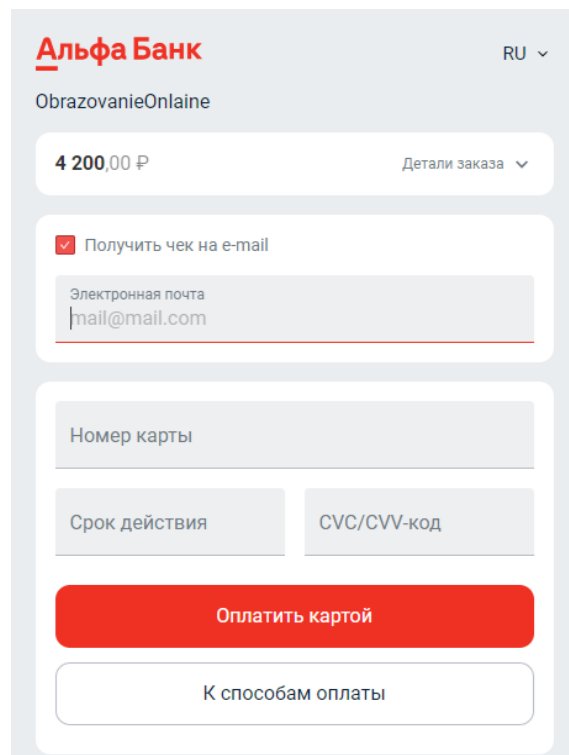 Альфа Банк
RU
ObrazovanieOnlaine
4 200,00 ₽
Детали заказа
Получить чек на e-mail
Электронная почта
mail@mail.com
Номер карты
Срок действия
CVC/CVV-код
Оплатить картой
К способам оплаты